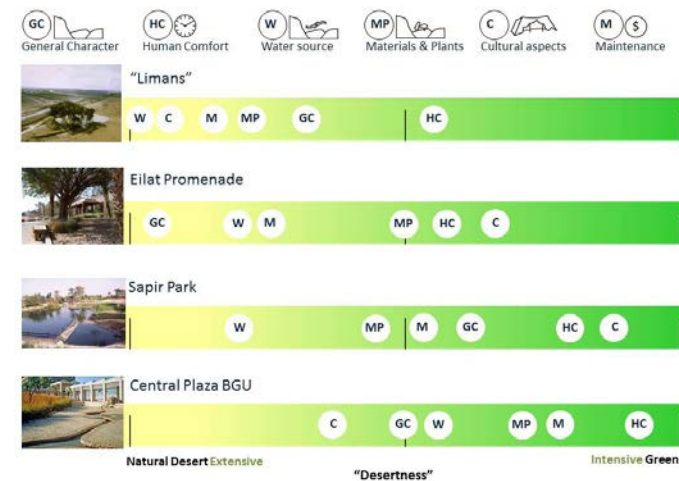 GC HC W MP C M $
General Character Human Comfort Water source Materials & Plants Cultural aspects Maintenance
"Limans"
W C M MP GC HC
Eilat Promenade
GC W M MP HC C
Sapir Park
W MP M GC HC C
Central Plaza BGU
C GC W MP M HC
Natural Desert Extensive Intensive Green
"Desertness"